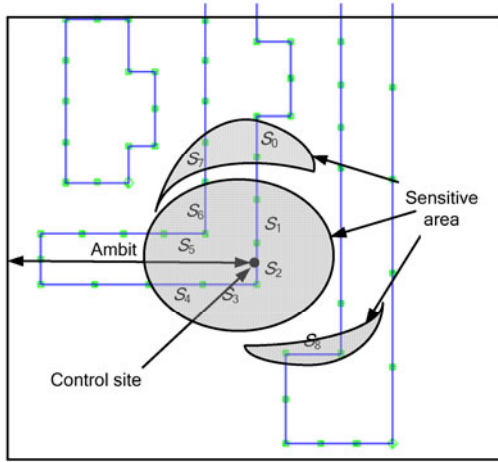 S0
S7
Sensitive
area
S6
S1
S5
Ambit
S2
S4
S3
S8
Control site